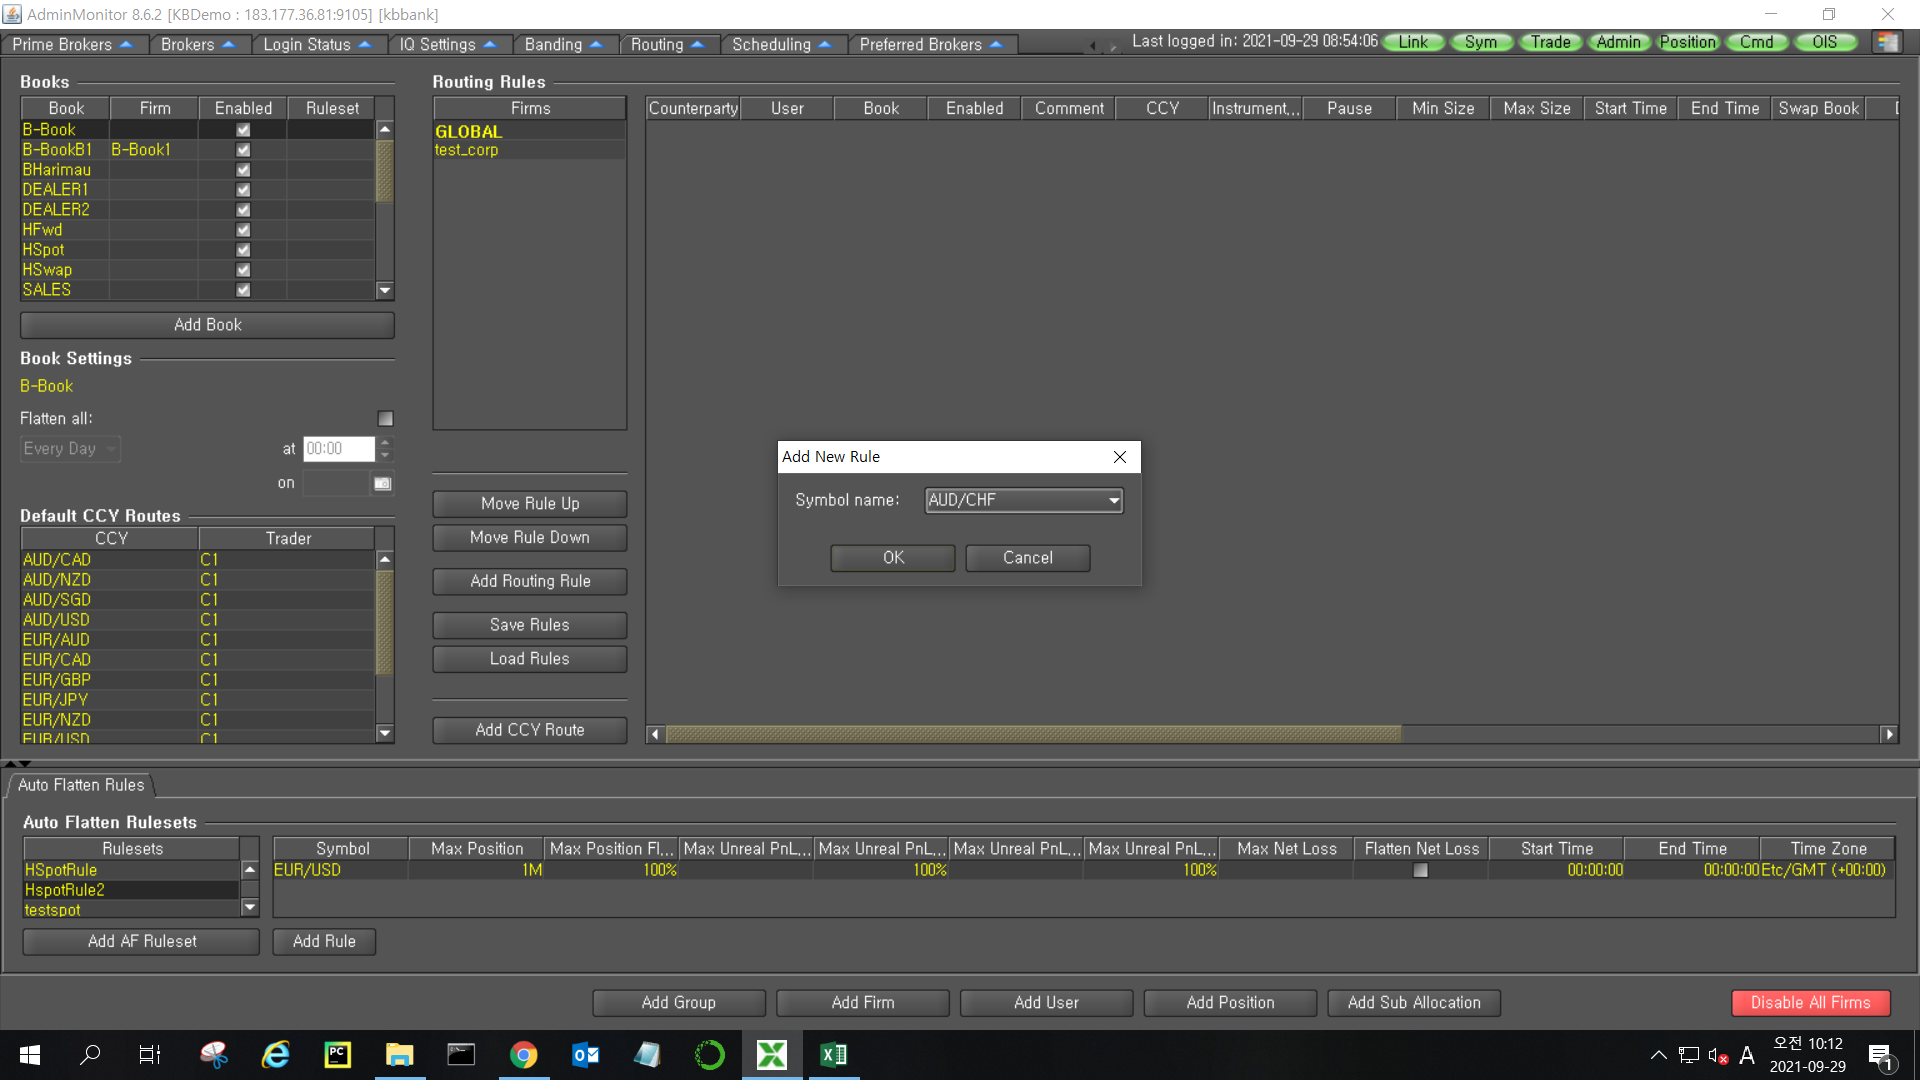 AdminMonitor 8.6.2 [KBDemo : 183.177.36.81:9105] [kbbank]
Prime Brokers Brokers Login Status IQ Settings Banding Routing Scheduling Preferred Brokers Last logged in: 2021-09-29 08:54:06 Link Sym Trade Admin Position Cmd OIS
Books
Book Firm Enabled Ruleset
B-Book
B-BookB1 B-Book1
BHarimau
DEALER1
DEALER2
HFwd
HSpot
HSwap
SALES
Add Book
Book Settings
B-Book
Flatten all:
Every Day at 00:00
on
Default CCY Routes
CCY Trader
AUD/CAD C1
AUD/NZD C1
AUD/SGD C1
AUD/USD C1
EUR/AUD C1
EUR/CAD C1
EUR/GBP C1
EUR/JPY C1
EUR/NZD C1
EUR/USD C1
Routing Rules
Firms
GLOBAL
test_corp
Move Rule Up
Move Rule Down
Add Routing Rule
Save Rules
Load Rules
Add CCY Route
Counterparty User Book Enabled Comment CCY Instrument,,, Pause Min Size Max Size Start Time End Time Swap Book
Add New Rule
Symbol name: AUD/CHF
OK Cancel
Auto Flatten Rules
Auto Flatten Rulesets
Rulesets
HSpotRule
HspotRule2
testspot
Add AF Ruleset
Symbol Max Position Max Position Fl,,, Max Unreal PnL,,, Max Unreal PnL,,, Max Unreal PnL,,, Max Unreal PnL,,, Max Net Loss Flatten Net Loss Start Time End Time Time Zone
EUR/USD 1M 100% 100% 100% 00:00:00 00:00:00 Etc/GMT (+00:00)
Add Rule
Add Group Add Firm Add User Add Position Add Sub Allocation Disable All Firms
PC
A
오전 10:12
2021-09-29
1